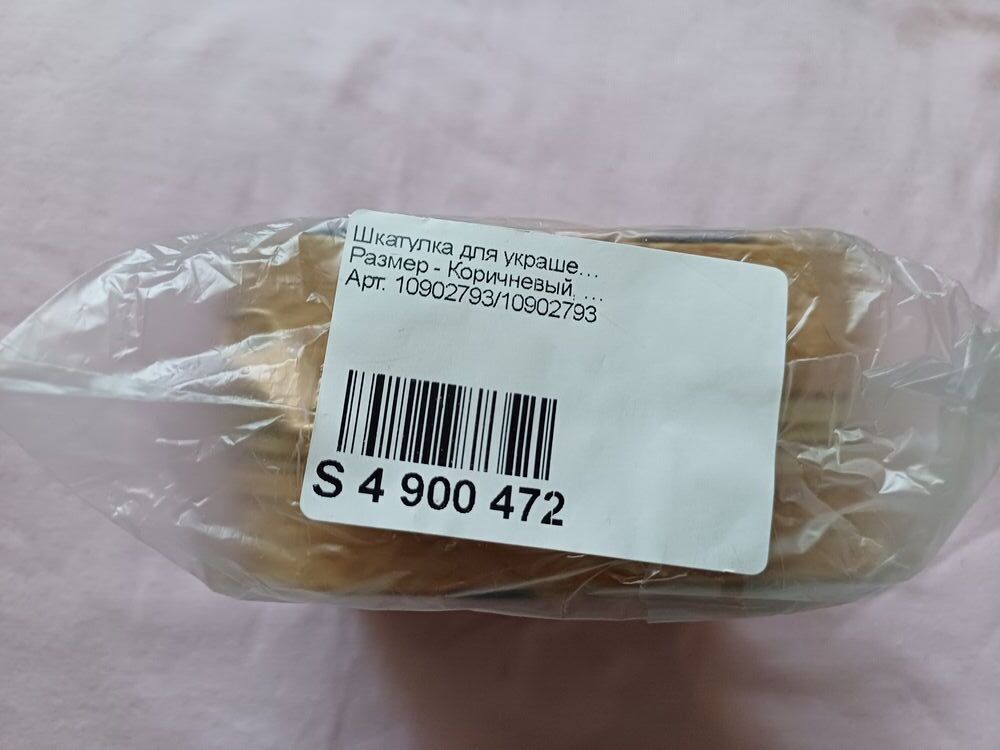 Шкатулка для украше...
Размер - Коричневый, ...
Арт. 10902793/10902793
S 4 900 472